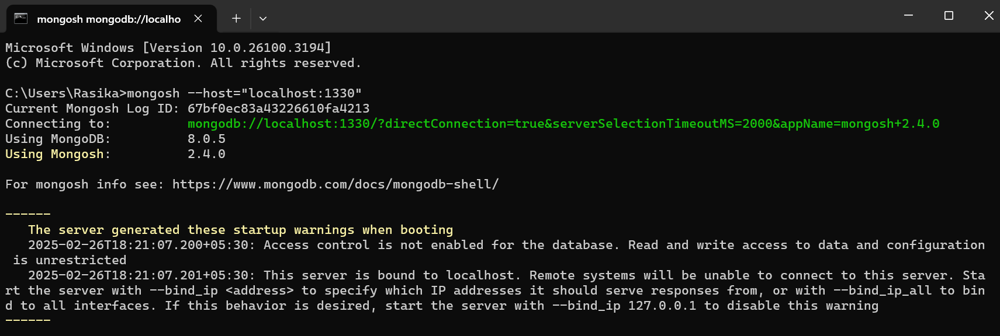 mongosh mongodb://localho
Microsoft Windows [Version 10.0.26100.3194]
(c) Microsoft Corporation. All rights reserved.
C:\Users\Rasika>mongosh --host="localhost:1330"
Current Mongosh Log ID: 67bf0ec83a43226610fa4213
Connecting to: mongodb://localhost:1330/?directConnection=true&serverSelectionTimeoutMS=2000&appName=mongosh+2.4.0
Using MongoDB: 8.0.5
Using Mongosh: 2.4.0
For mongosh info see: https://www.mongodb.com/docs/mongodb-shell/
------
The server generated these startup warnings when booting
2025-02-26T18:21:07.200+05:30: Access control is not enabled for the database. Read and write access to data and configuration
is unrestricted
2025-02-26T18:21:07.201+05:30: This server is bound to localhost. Remote systems will be unable to connect to this server. Sta
rt the server with --bind_ip <address> to specify which IP addresses it should serve responses from, or with --bind_ip_all to bin
d to all interfaces. If this behavior is desired, start the server with --bind_ip 127.0.0.1 to disable this warning
------